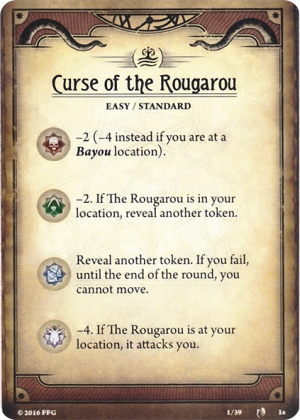 Curse of the Rougarou
EASY / STANDARD
–2 (–4 instead if you are at a
Bayou location).
–2. If The Rougarou is in your
location, reveal another token.
Reveal another token. If you fail,
until the end of the round, you
cannot move.
–4. If The Rougarou is at your
location, it attacks you.
© 2016 FFG
1/39
1a